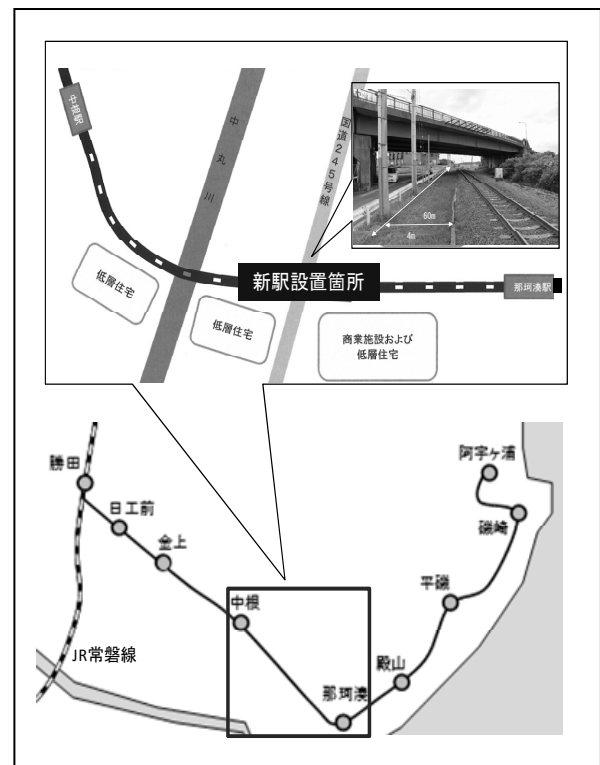 中根駅
中丸川
国道245号線
60m
4m
新駅設置箇所
那珂湊駅
低層住宅
低層住宅
商業施設および
低層住宅
勝田
日工前
金上
中根
那珂湊
殿山
平磯
磯崎
阿字ヶ浦
JR常磐線